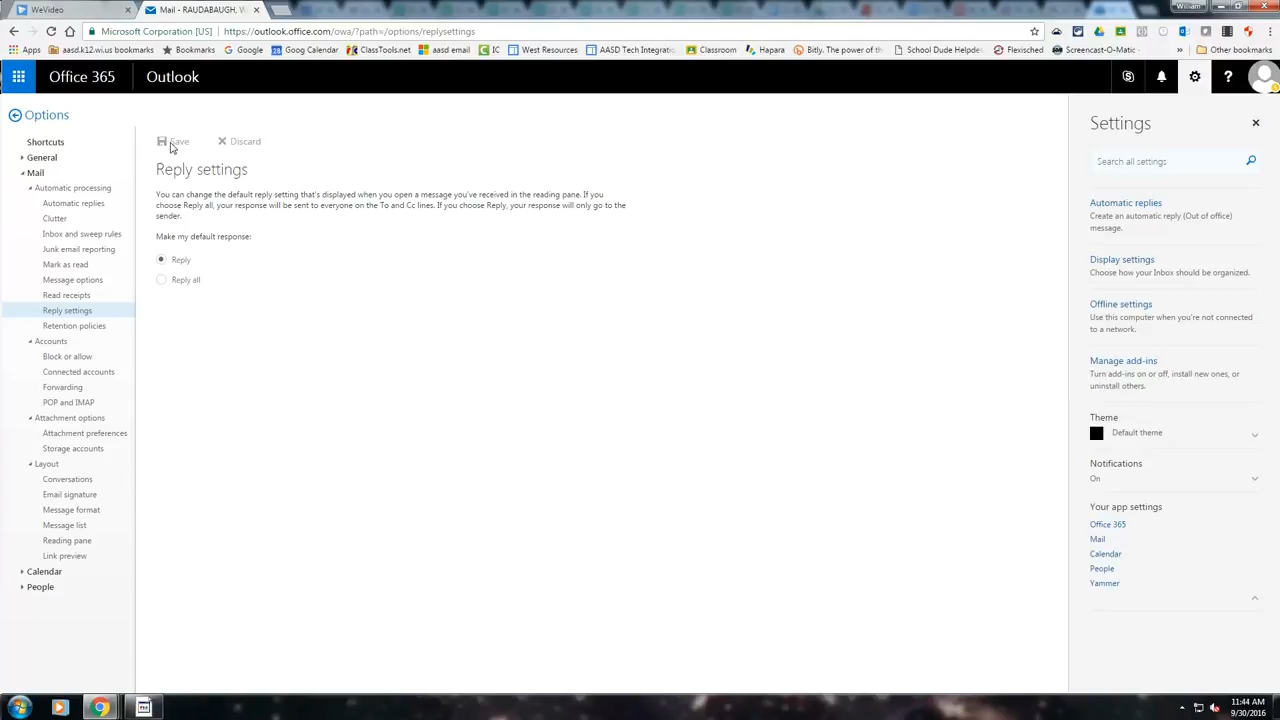 WeVideo
Mail - RAUDABAUGH, W
William
Microsoft Corporation [US]
https://outlook.office.com/owa/?path=/options/replysettings
Apps
aasd.k12.wi.us bookmarks
Bookmarks
Google
Goog Calendar
ClassTools.net
aasd email
IC
West Resources
AASD Tech Integratio
Classroom
Hapara
Bitly. The power of the
School Dude Helpdes
Flexisched
Screencast-O-Matic
»
Other bookmarks
Office 365
Outlook
?
Options
Shortcuts
General
Mail
Automatic processing
Automatic replies
Clutter
Inbox and sweep rules
Junk email reporting
Mark as read
Message options
Read receipts
Reply settings
Retention policies
Accounts
Block or allow
Connected accounts
Forwarding
POP and IMAP
Attachment options
Attachment preferences
Storage accounts
Layout
Conversations
Email signature
Message format
Message list
Reading pane
Link preview
Calendar
People
Save
Discard
Reply settings
You can change the default reply setting that's displayed when you open a message you've received in the reading pane. If you
choose Reply all, your response will be sent to everyone on the To and Cc lines. If you choose Reply, your response will only go to the
sender.
Make my default response:
Reply
Reply all
Settings
Search all settings
Automatic replies
Create an automatic reply (Out of office)
message.
Display settings
Choose how your Inbox should be organized.
Offline settings
Use this computer when you're not connected
to a network.
Manage add-ins
Turn add-ins on or off, install new ones, or
uninstall others.
Theme
Default theme
Notifications
On
Your app settings
Office 365
Mail
Calendar
People
Yammer
11:44 AM
9/30/2016